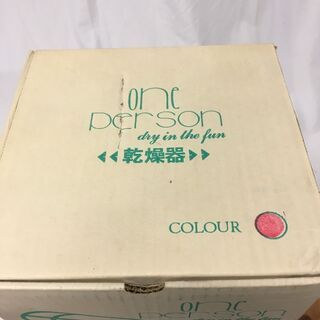 one
person
dry in the fun
乾燥器
COLOUR
one
person